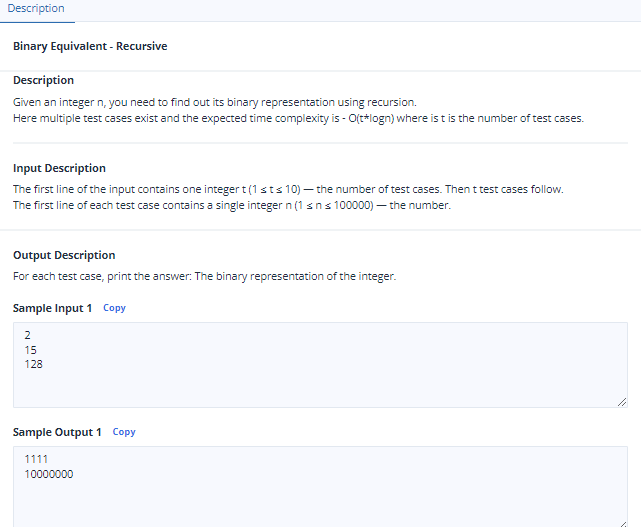 Description
Binary Equivalent - Recursive
Description
Given an integer n, you need to find out its binary representation using recursion.
Here multiple test cases exist and the expected time complexity is - O(t*logn) where is t is the number of test cases.
Input Description
The first line of the input contains one integer t (1 ≤ t ≤ 10) — the number of test cases. Then t test cases follow.
The first line of each test case contains a single integer n (1 ≤ n ≤ 100000) — the number.
Output Description
For each test case, print the answer: The binary representation of the integer.
Sample Input 1 Copy
2
15
128
Sample Output 1 Copy
1111
10000000